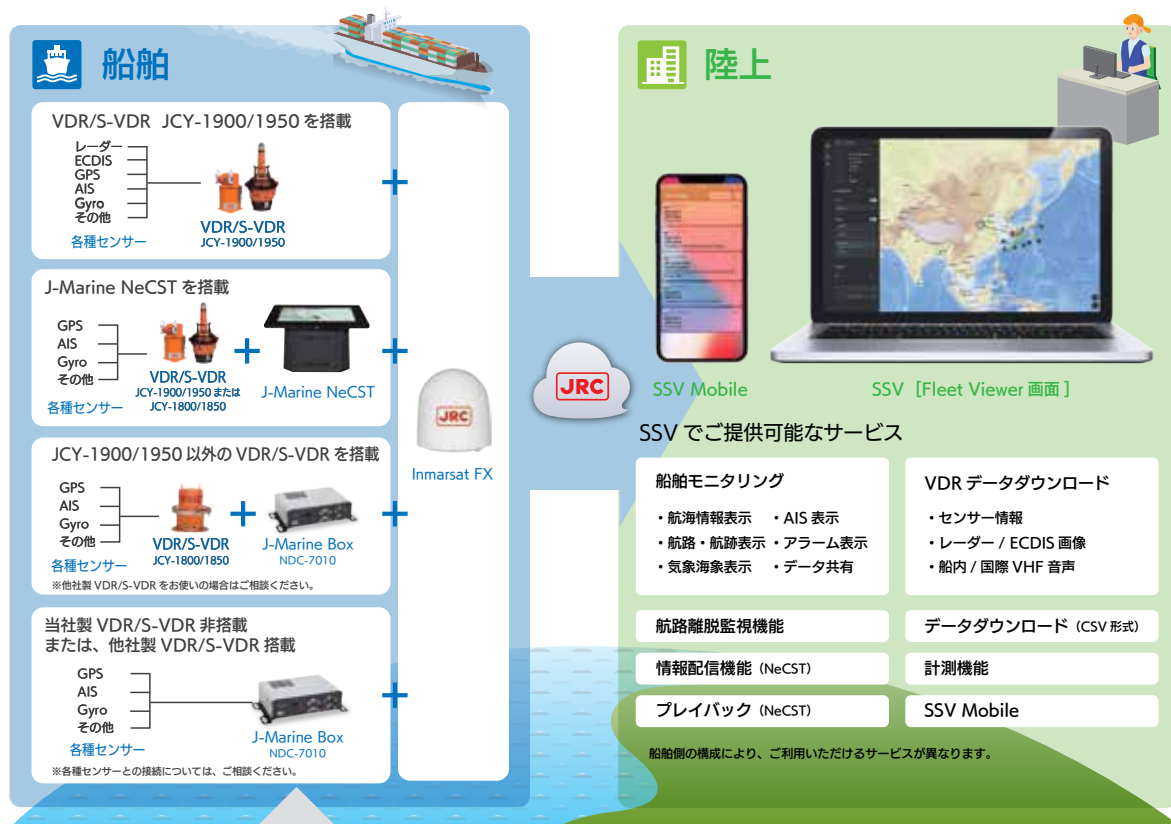 船舶
VDR/S-VDR JCY-1900/1950 を搭載
レーダー
ECDIS
GPS
AIS
Gyro
その他
各種センサー
VDR/S-VDR
JCY-1900/1950
J-Marine NeCST を搭載
GPS
AIS
Gyro
その他
各種センサー
VDR/S-VDR
JCY-1900/1950 または
JCY-1800/1850
J-Marine NeCST
JCY-1900/1950 以外の VDR/S-VDR を搭載
GPS
AIS
Gyro
その他
各種センサー
VDR/S-VDR
JCY-1800/1850
J-Marine Box
NDC-7010
※他社製 VDR/S-VDR をお使いの場合はご相談ください。
当社製 VDR/S-VDR 非搭載
または、他社製 VDR/S-VDR 搭載
GPS
AIS
Gyro
その他
各種センサー
J-Marine Box
NDC-7010
※各種センサーとの接続については、ご相談ください。
JRC
Inmarsat FX
JRC
陸上
SSV Mobile
SSV［Fleet Viewer 画面］
SSV でご提供可能なサービス
船舶モニタリング
・航海情報表示 ・AIS 表示
・航路・航跡表示 ・アラーム表示
・気象海象表示 ・データ共有
VDR データダウンロード
・センサー情報
・レーダー / ECDIS 画像
・船内 / 国際 VHF 音声
航路離脱監視機能
データダウンロード（CSV 形式）
情報配信機能（NeCST）
計測機能
プレイバック（NeCST）
SSV Mobile
船舶側の構成により、ご利用いただけるサービスが異なります。